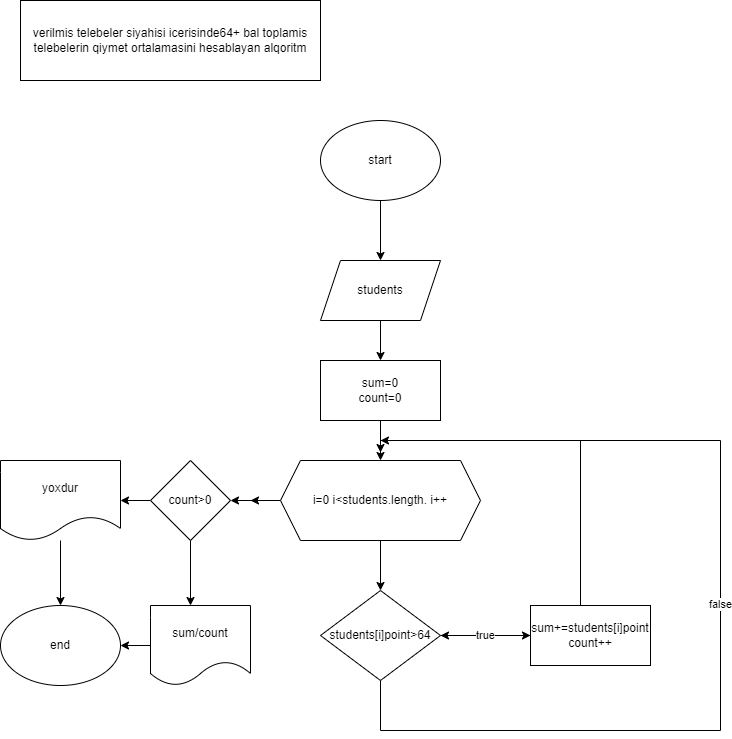 verilmis telebeler siyahisi icerisinde64+ bal toplamis
telebelerin qiymet ortalamasini hesablayan alqoritm
start
students
sum=0
count=0
yoxdur
count>0
i=0 i<students.length. i++
end
sum/count
students[i]point>64
true
sum+=students[i]point
count++
false